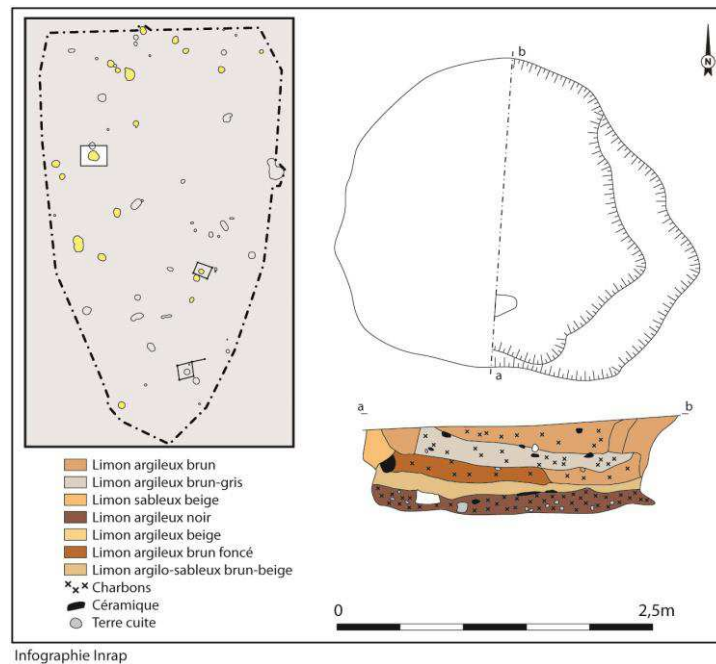 N
b
a
a
b
Limon argileux brun
Limon argileux brun-gris
Limon sableux beige
Limon argileux noir
Limon argileux beige
Limon argileux brun foncé
Limon argilo-sableux brun-beige
Charbons
Céramique
Terre cuite
0 2,5m
Infographie Inrap